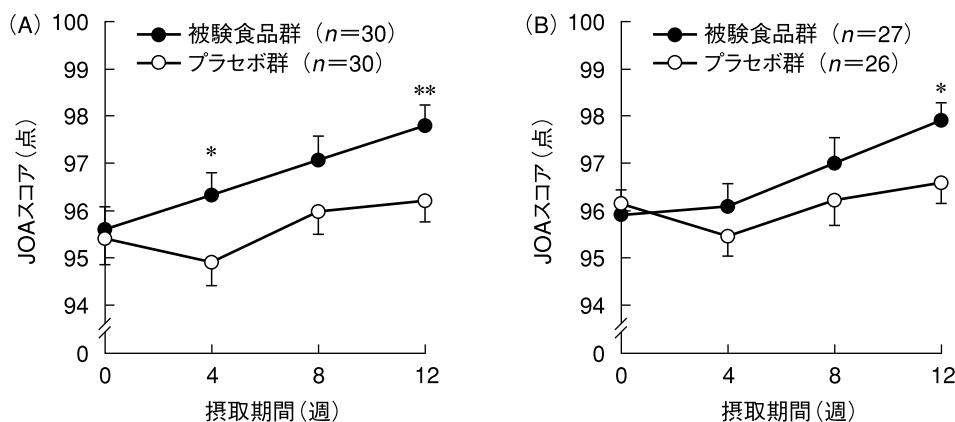 (A)
被験食品群（n＝30）
プラセボ群（n＝30）
JOAスコア（点）
100
99
98
97
96
95
94
0
*
**
0 4 8 12
摂取期間（週）
(B)
被験食品群（n＝27）
プラセボ群（n＝26）
JOAスコア（点）
100
99
98
97
96
95
94
0
*
0 4 8 12
摂取期間（週）